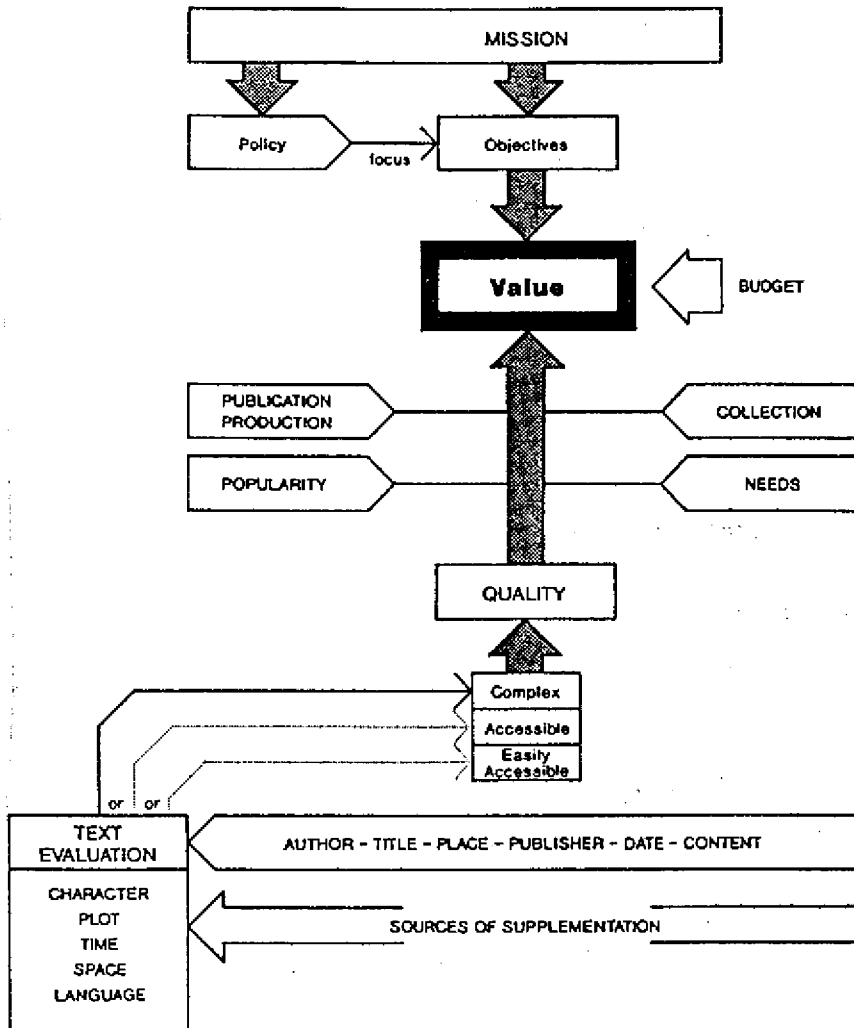 MISSION
Policy
focus
Objectives
Value
BUDGET
PUBLICATION
PRODUCTION
COLLECTION
POPULARITY
NEEDS
QUALITY
Complex
Accessible
Easily
Accessible
or or
TEXT
EVALUATION
AUTHOR - TITLE - PLACE - PUBLISHER - DATE - CONTENT
CHARACTER
PLOT
TIME
SPACE
LANGUAGE
SOURCES OF SUPPLEMENTATION